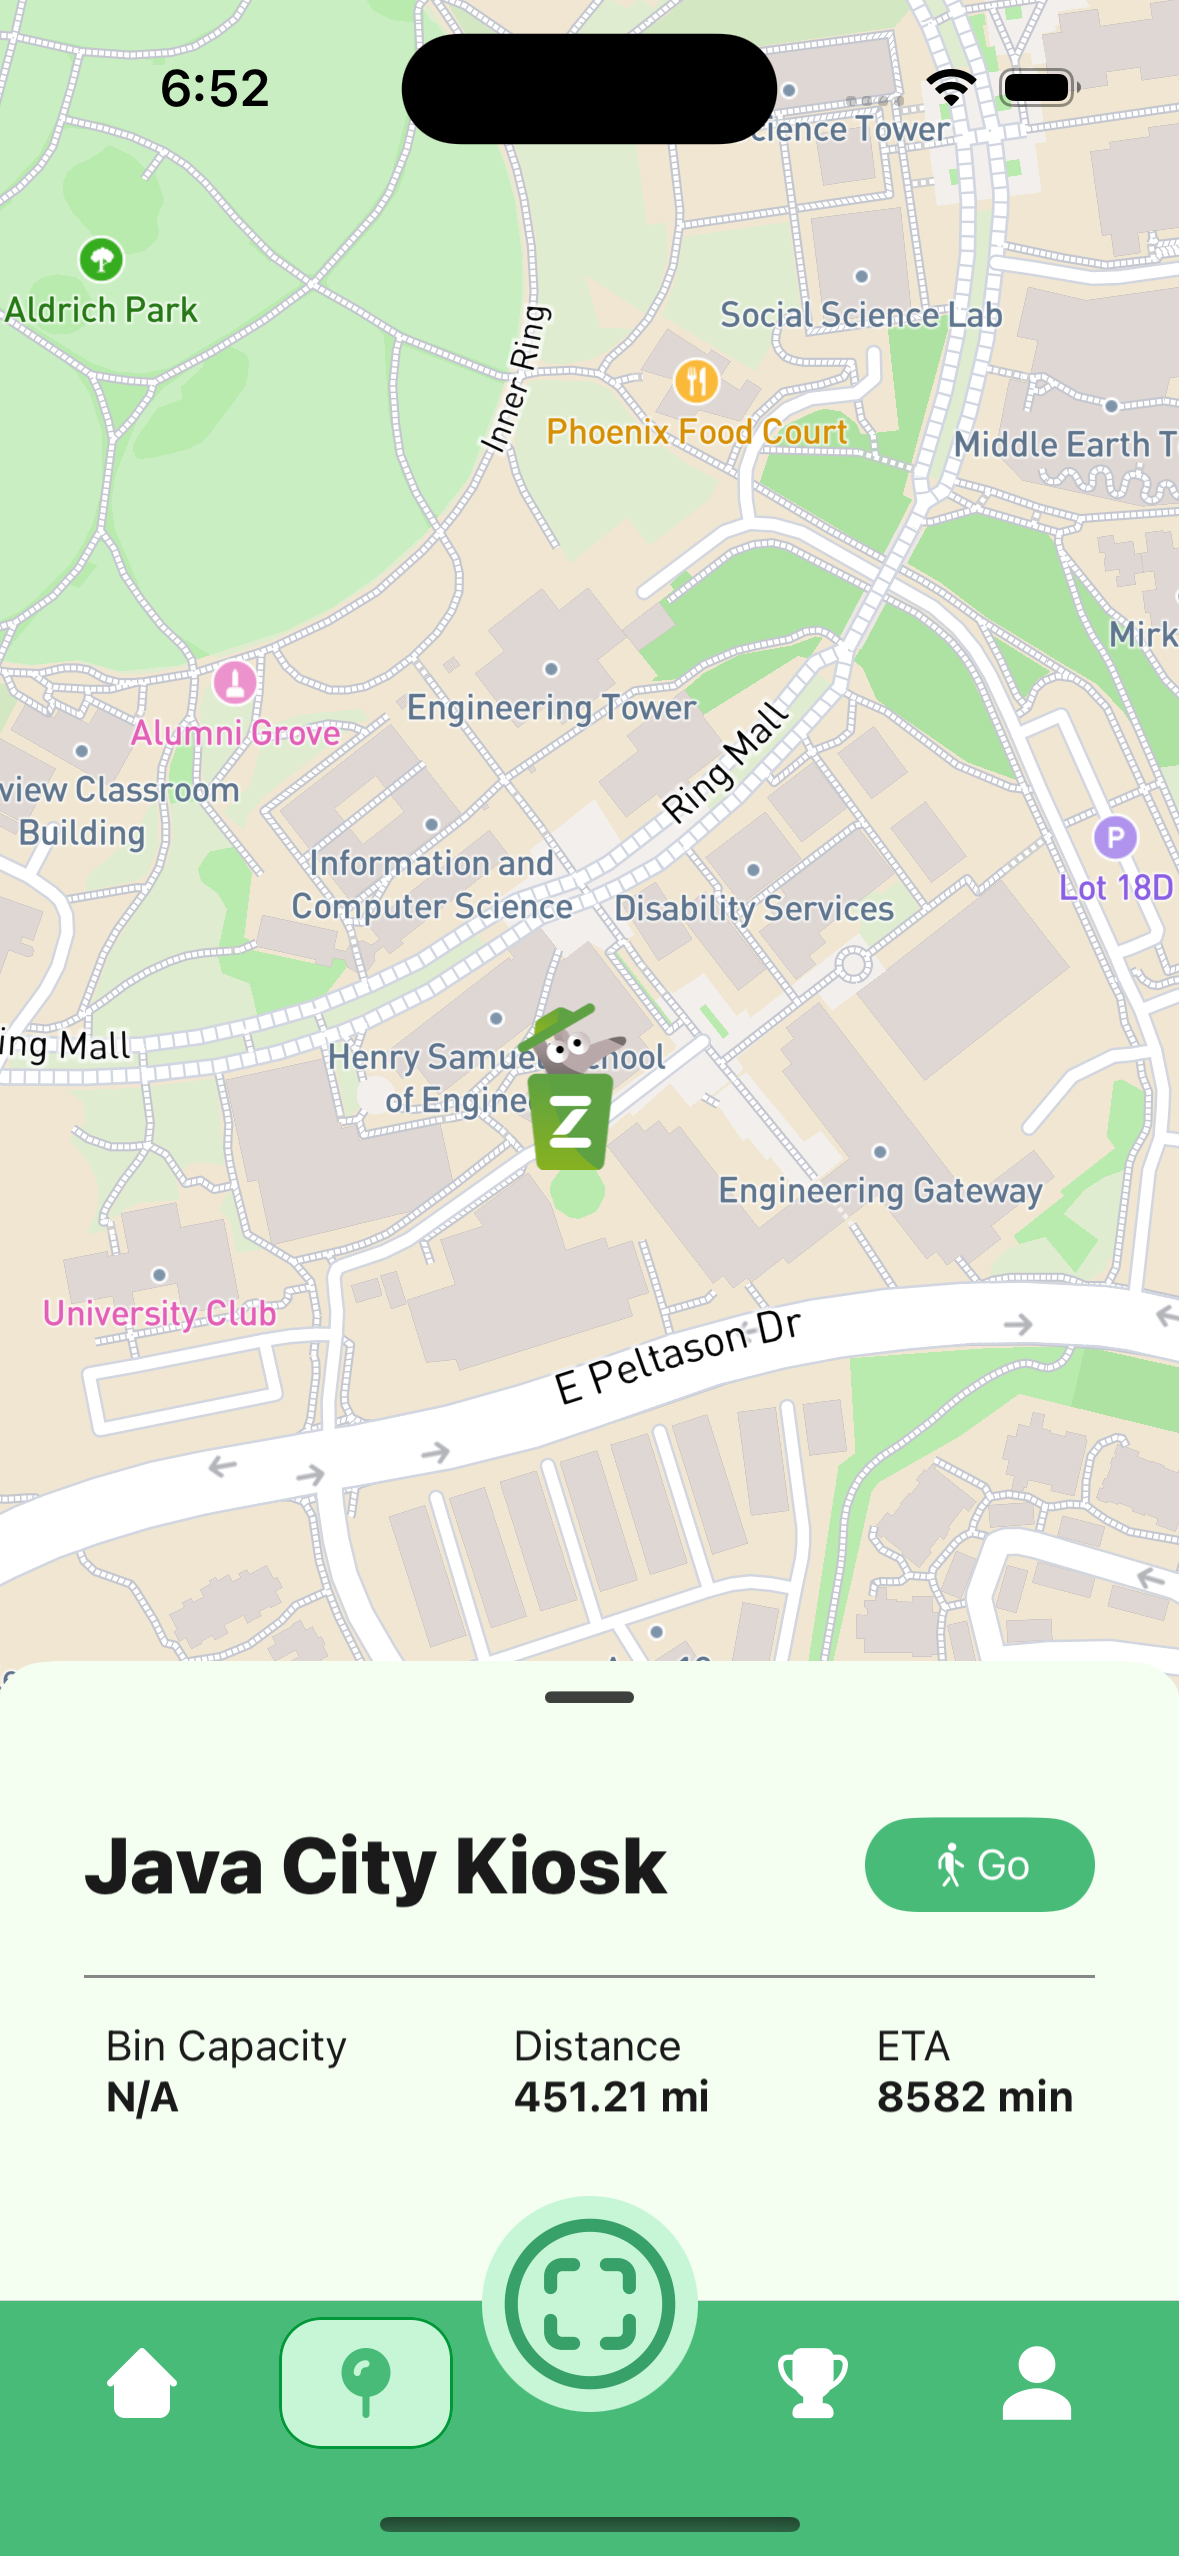 6:52
cience Tower
Aldrich Park
Social Science Lab
Inner Ring
Phoenix Food Court
Middle Earth T
Mirk
Engineering Tower
Alumni Grove
Ring Mall
view Classroom
Building
Information and
Computer Science
Disability Services
P
Lot 18D
ing Mall
Henry Samuel School
of Engine
Z
Engineering Gateway
University Club
E Peltason Dr
Java City Kiosk
Go
Bin Capacity
Distance
ETA
N/A
451.21 mi
8582 min